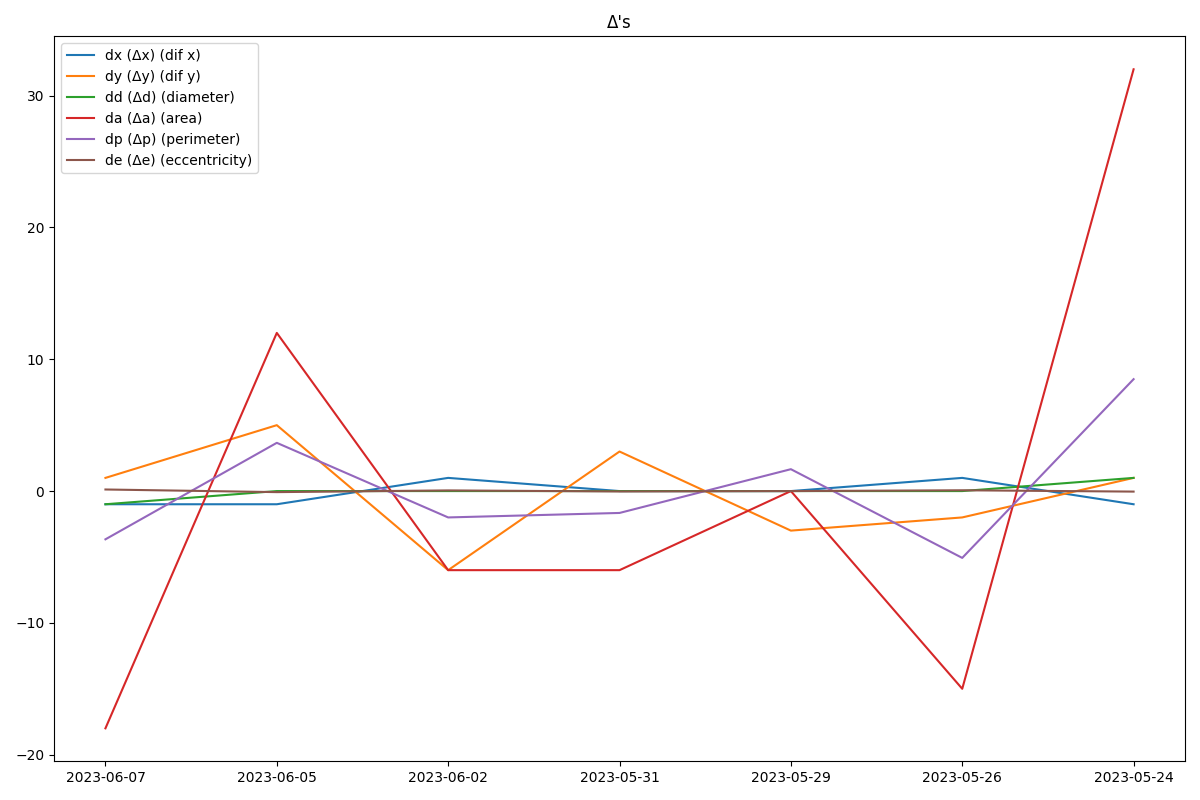 Δ's
dx (Δx) (dif x)
dy (Δy) (dif y)
dd (Δd) (diameter)
da (Δa) (area)
dp (Δp) (perimeter)
de (Δe) (eccentricity)
30
20
10
0
−10
−20
2023-06-07 2023-06-05 2023-06-02 2023-05-31 2023-05-29 2023-05-26 2023-05-24